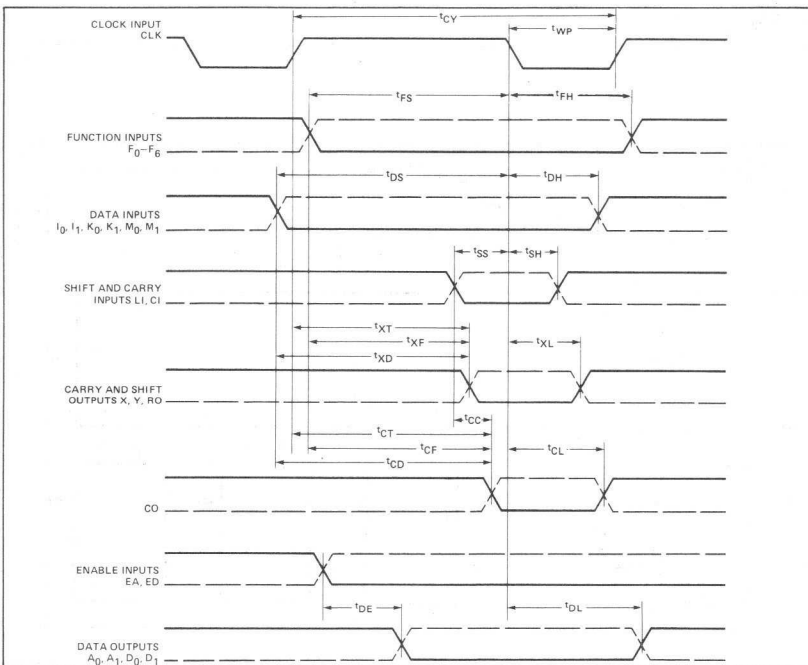 tCY
CLOCK INPUT
CLK
tWP
tFS
tFH
FUNCTION INPUTS
F0–F6
tDS
tDH
DATA INPUTS
I0, I1, K0, K1, M0, M1
tSS
tSH
SHIFT AND CARRY
INPUTS LI, CI
tXT
tXF
tXL
tXD
CARRY AND SHIFT
OUTPUTS X, Y, RO
tCC
tCT
tCF
tCL
tCD
CO
ENABLE INPUTS
EA, ED
tDE
tDL
DATA OUTPUTS
A0, A1, D0, D1